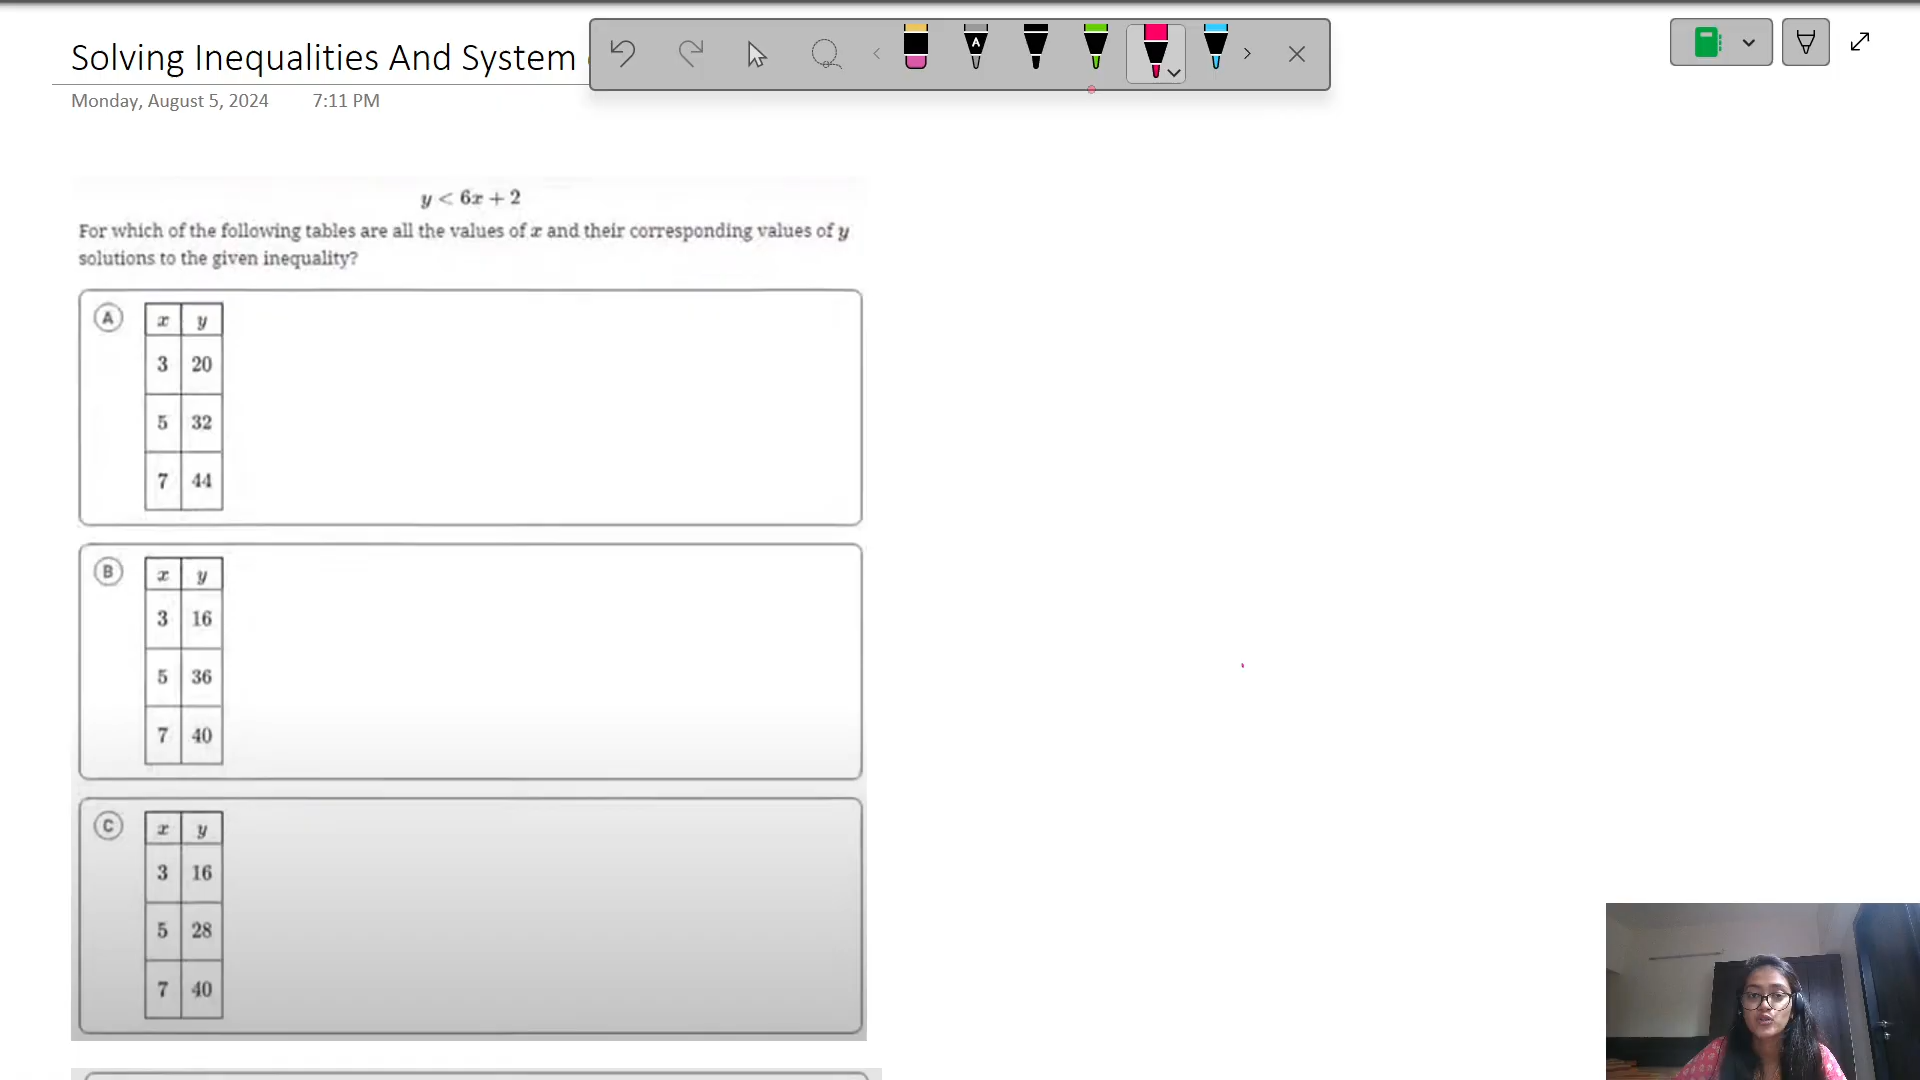 Solving Inequalities And System
Monday, August 5, 2024 7:11 PM
A
y < 6x + 2
For which of the following tables are all the values of x and their corresponding values of y
solutions to the given inequality?
A
x y
3 20
5 32
7 44
B
x y
3 16
5 36
7 40
C
x y
3 16
5 28
7 40